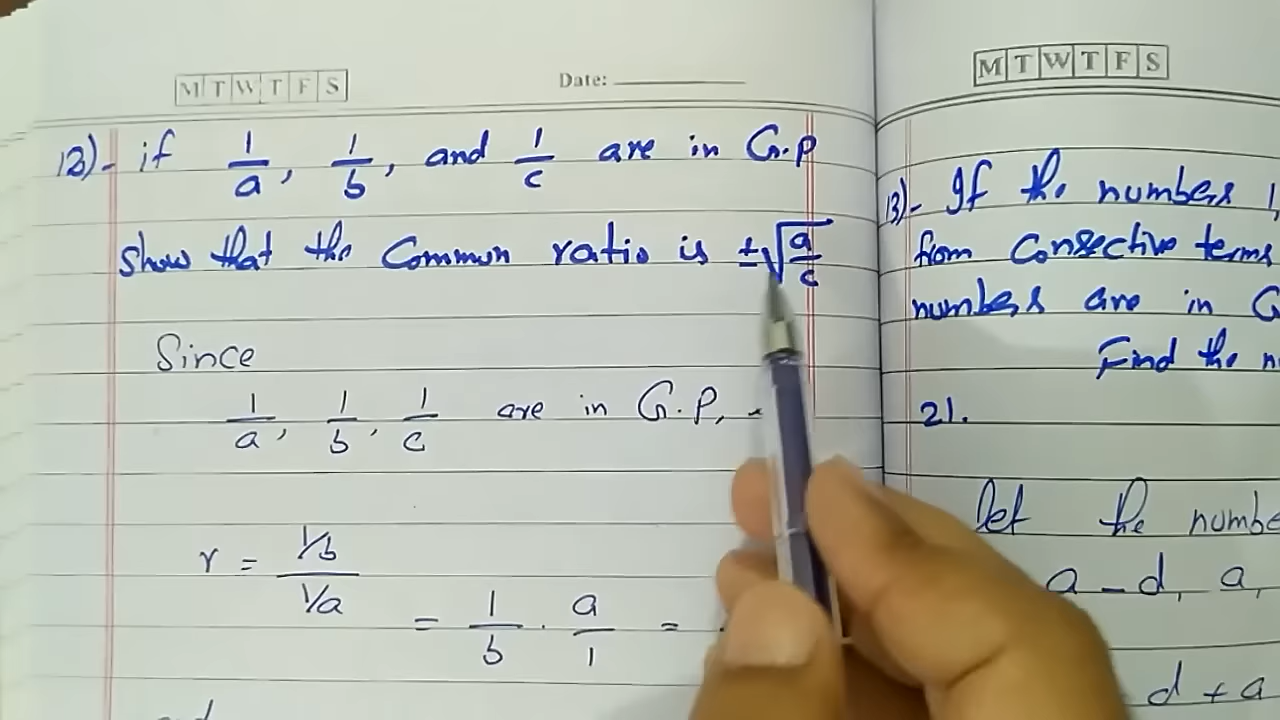 M T W T F S
Date:
12)- if 1/a, 1/b, and 1/c are in G.P
show that the Common ratio is ±√(a/c)
Since
1/a, 1/b, 1/c are in G.P,
r = (1/b)/(1/a)
= 1/b . a/1 =
M T W T F S
13)- If the numbers 1,
from Consective terms
numbers are in G
Find the n
21.
let the numbe
a - d, a,
d + a